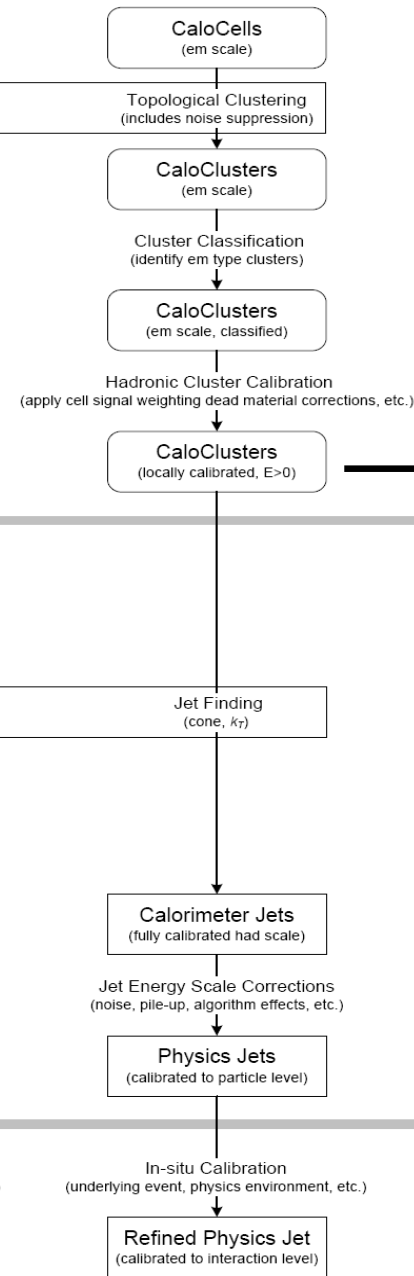 CaloCells
(em scale)
Topological Clustering
(includes noise suppression)
CaloClusters
(em scale)
Cluster Classification
(identify em type clusters)
CaloClusters
(em scale, classified)
Hadronic Cluster Calibration
(apply cell signal weighting dead material corrections, etc.)
CaloClusters
(locally calibrated, E>0)
Jet Finding
(cone, kT)
Calorimeter Jets
(fully calibrated had scale)
Jet Energy Scale Corrections
(noise, pile-up, algorithm effects, etc.)
Physics Jets
(calibrated to particle level)
In-situ Calibration
(underlying event, physics environment, etc.)
Refined Physics Jet
(calibrated to interaction level)